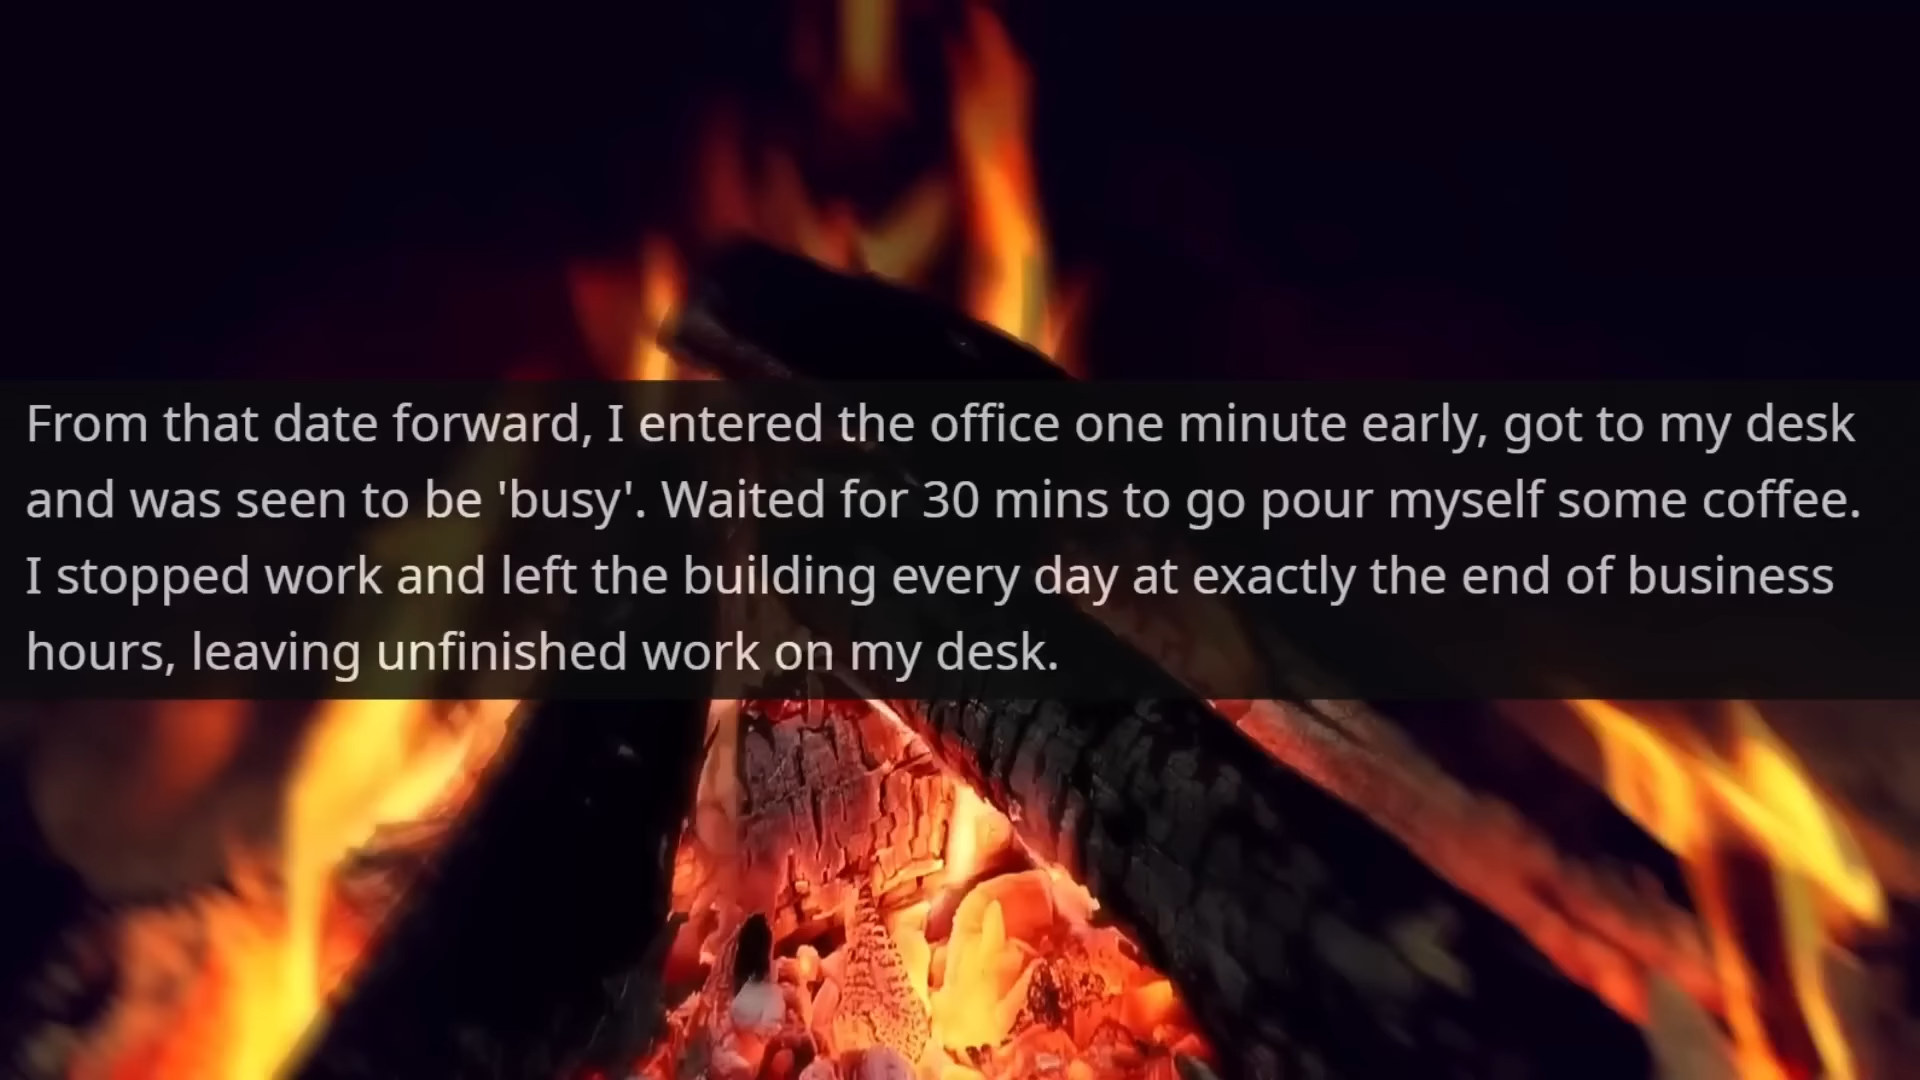 From that date forward, I entered the office one minute early, got to my desk
and was seen to be 'busy'. Waited for 30 mins to go pour myself some coffee.
I stopped work and left the building every day at exactly the end of business
hours, leaving unfinished work on my desk.